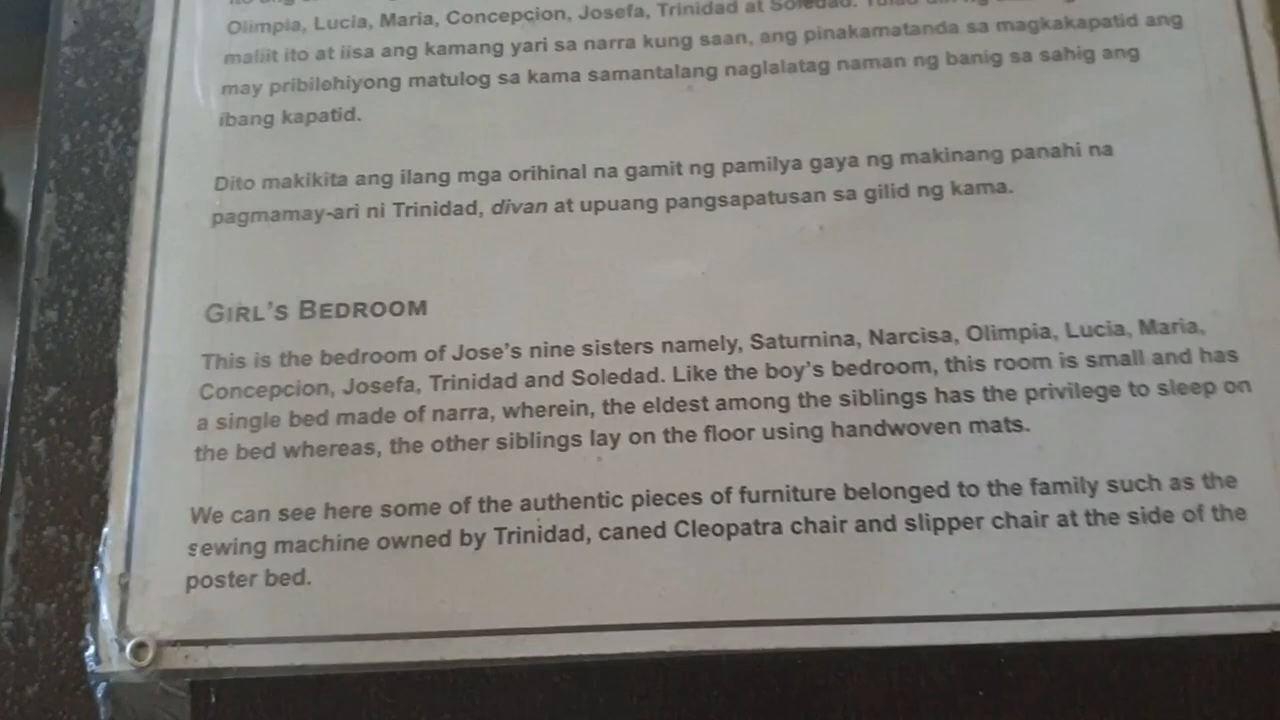 Olimpia, Lucia, Maria, Concepcion, Josefa, Trinidad at Soledad.
maliit ito at iisa ang kamang yari sa narra kung saan, ang pinakamatanda sa magkakapatid ang
may pribilehiyong matulog sa kama samantalang naglalatag naman ng banig sa sahig ang
ibang kapatid.
Dito makikita ang ilang mga orihinal na gamit ng pamilya gaya ng makinang panahi na
pagmamay-ari ni Trinidad, divan at upuang pangsapatusan sa gilid ng kama.
GIRL'S BEDROOM
This is the bedroom of Jose's nine sisters namely, Saturnina, Narcisa, Olimpia, Lucia, Maria,
Concepcion, Josefa, Trinidad and Soledad. Like the boy's bedroom, this room is small and has
a single bed made of narra, wherein, the eldest among the siblings has the privilege to sleep on
the bed whereas, the other siblings lay on the floor using handwoven mats.
We can see here some of the authentic pieces of furniture belonged to the family such as the
sewing machine owned by Trinidad, caned Cleopatra chair and slipper chair at the side of the
poster bed.